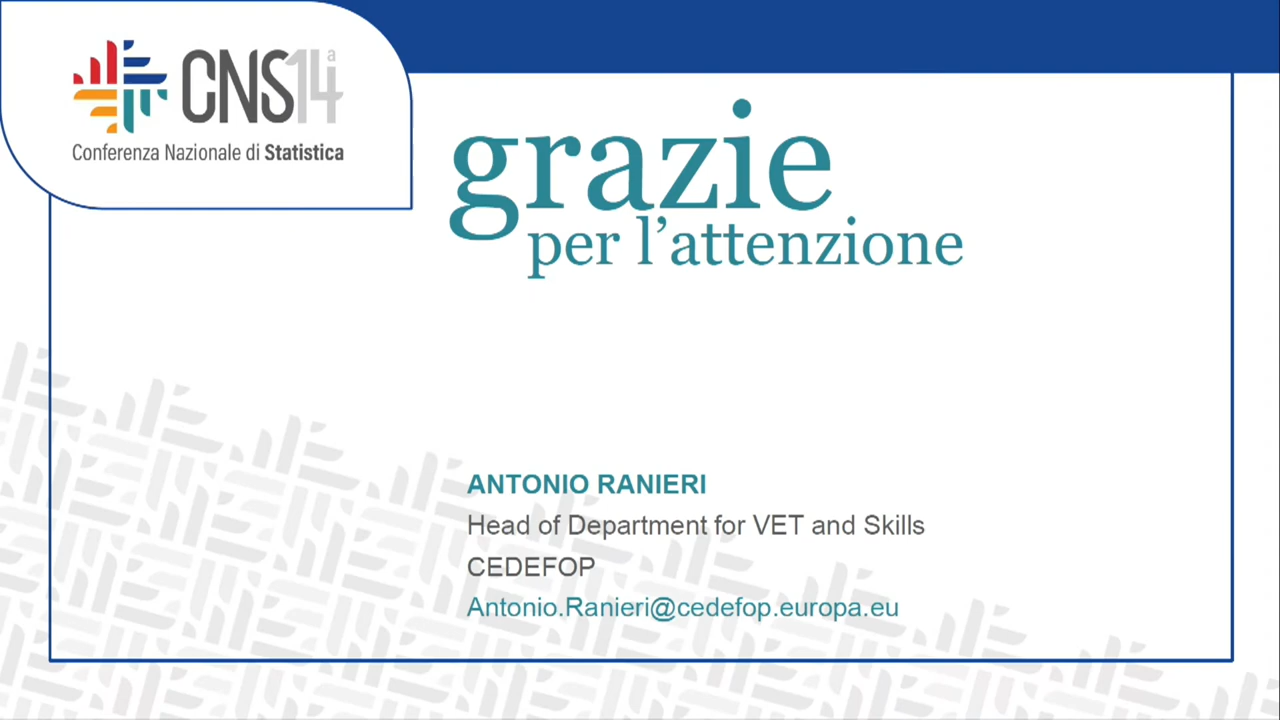 CNS14ª
Conferenza Nazionale di Statistica
grazie
per l’attenzione
ANTONIO RANIERI
Head of Department for VET and Skills
CEDEFOP
Antonio.Ranieri@cedefop.europa.eu